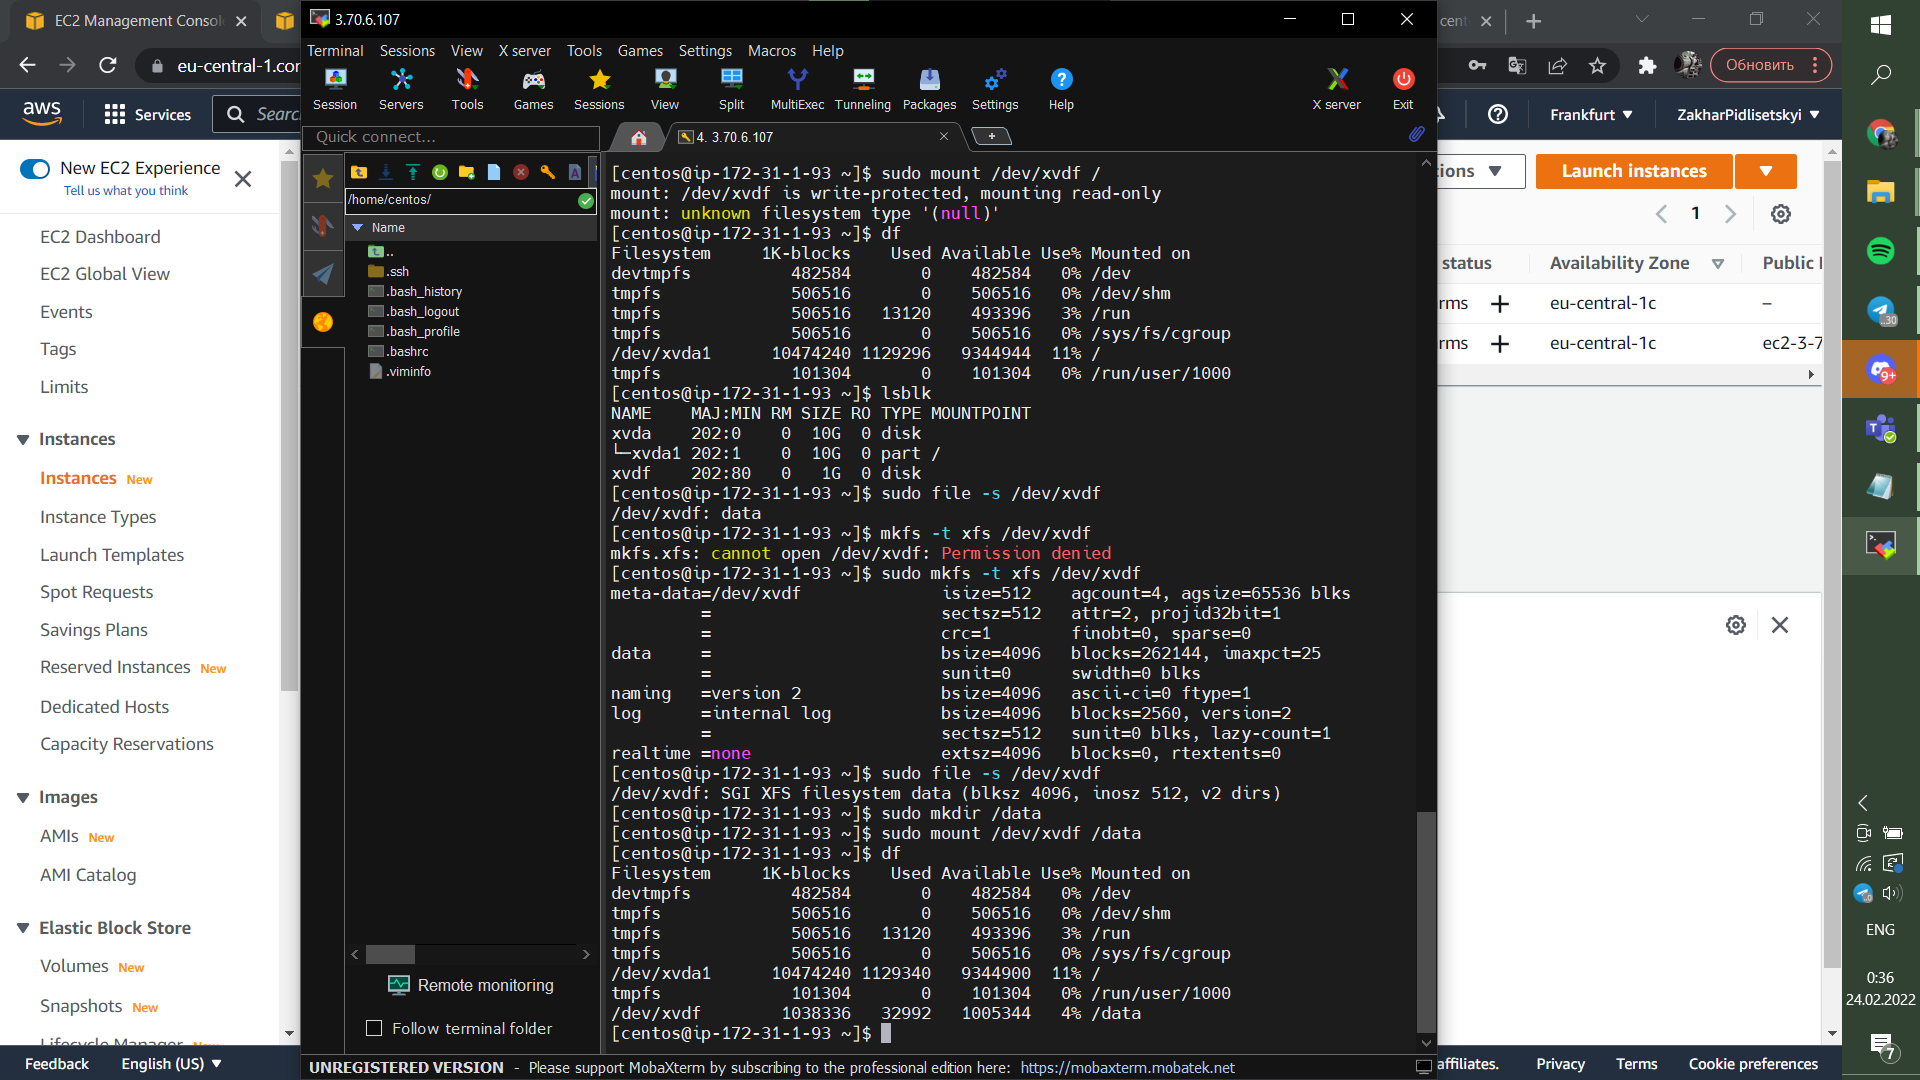 EC2 Management Consol
3.70.6.107
cent
eu-central-1.cor
Обновить
Terminal Sessions View X server Tools Games Settings Macros Help
Session Servers Tools Games Sessions View Split MultiExec Tunneling Packages Settings Help X server Exit
aws Services Searc
Frankfurt ZakharPidlisetskyi
Quick connect...
4. 3.70.6.107
New EC2 Experience
Tell us what you think
EC2 Dashboard
EC2 Global View
Events
Tags
Limits
Instances
Instances New
Instance Types
Launch Templates
Spot Requests
Savings Plans
Reserved Instances New
Dedicated Hosts
Capacity Reservations
Images
AMIs New
AMI Catalog
Elastic Block Store
Volumes New
Snapshots New
Lifecycle Manager New
/home/centos/
Name
..
.ssh
.bash_history
.bash_logout
.bash_profile
.bashrc
.viminfo
Remote monitoring
Follow terminal folder
[centos@ip-172-31-1-93 ~]$ sudo mount /dev/xvdf /
mount: /dev/xvdf is write-protected, mounting read-only
mount: unknown filesystem type '(null)'
[centos@ip-172-31-1-93 ~]$ df
Filesystem     1K-blocks    Used Available Use% Mounted on
devtmpfs          482584       0    482584   0% /dev
tmpfs             506516       0    506516   0% /dev/shm
tmpfs             506516   13120    493396   3% /run
tmpfs             506516       0    506516   0% /sys/fs/cgroup
/dev/xvda1      10474240 1129296   9344944  11% /
tmpfs             101304       0    101304   0% /run/user/1000
[centos@ip-172-31-1-93 ~]$ lsblk
NAME    MAJ:MIN RM SIZE RO TYPE MOUNTPOINT
xvda    202:0    0  10G  0 disk
└─xvda1 202:1    0  10G  0 part /
xvdf    202:80   0   1G  0 disk
[centos@ip-172-31-1-93 ~]$ sudo file -s /dev/xvdf
/dev/xvdf: data
[centos@ip-172-31-1-93 ~]$ mkfs -t xfs /dev/xvdf
mkfs.xfs: cannot open /dev/xvdf: Permission denied
[centos@ip-172-31-1-93 ~]$ sudo mkfs -t xfs /dev/xvdf
meta-data=/dev/xvdf              isize=512    agcount=4, agsize=65536 blks
         =                       sectsz=512   attr=2, projid32bit=1
         =                       crc=1        finobt=0, sparse=0
data     =                       bsize=4096   blocks=262144, imaxpct=25
         =                       sunit=0      swidth=0 blks
naming   =version 2              bsize=4096   ascii-ci=0 ftype=1
log      =internal log           bsize=4096   blocks=2560, version=2
         =                       sectsz=512   sunit=0 blks, lazy-count=1
realtime =none                   extsz=4096   blocks=0, rtextents=0
[centos@ip-172-31-1-93 ~]$ sudo file -s /dev/xvdf
/dev/xvdf: SGI XFS filesystem data (blksz 4096, inosz 512, v2 dirs)
[centos@ip-172-31-1-93 ~]$ sudo mkdir /data
[centos@ip-172-31-1-93 ~]$ sudo mount /dev/xvdf /data
[centos@ip-172-31-1-93 ~]$ df
Filesystem     1K-blocks    Used Available Use% Mounted on
devtmpfs          482584       0    482584   0% /dev
tmpfs             506516       0    506516   0% /dev/shm
tmpfs             506516   13120    493396   3% /run
tmpfs             506516       0    506516   0% /sys/fs/cgroup
/dev/xvda1      10474240 1129340   9344900  11% /
tmpfs             101304       0    101304   0% /run/user/1000
/dev/xvdf        1038336   32992   1005344   4% /data
[centos@ip-172-31-1-93 ~]$
UNREGISTERED VERSION - Please support MobaXterm by subscribing to the professional edition here: https://mobaxterm.mobatek.net
ions Launch instances
1
status Availability Zone Public I
rms eu-central-1c –
rms eu-central-1c ec2-3-7
Feedback English (US)
affiliates. Privacy Terms Cookie preferences
30
9+
ENG
0:36
24.02.2022
7